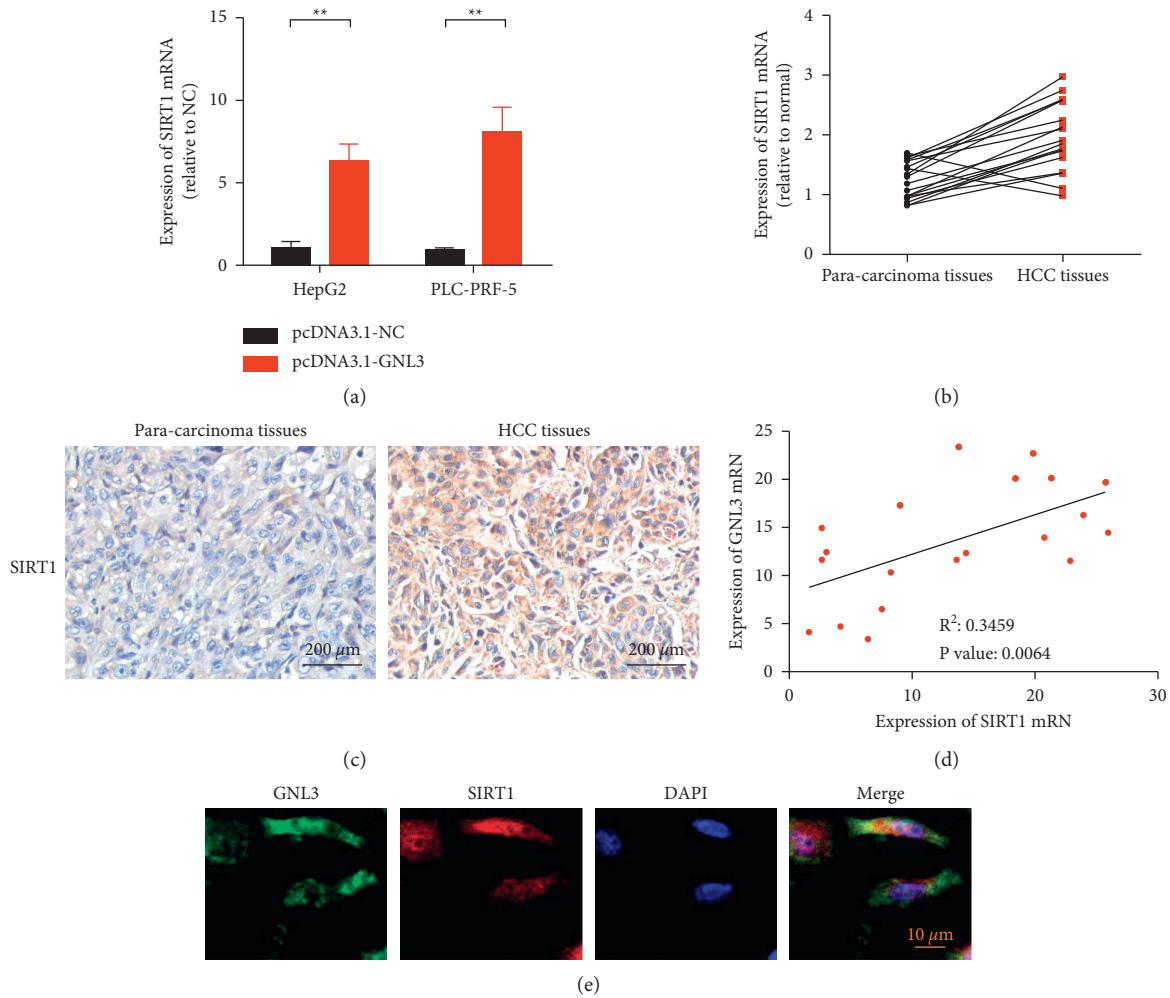 Expression of SIRT1 mRNA
(relative to NC)
15
10
5
0
**
**
HepG2
PLC-PRF-5
pcDNA3.1-NC
pcDNA3.1-GNL3
(a)
Expression of SIRT1 mRNA
(relative to normal)
4
3
2
1
0
Para-carcinoma tissues
HCC tissues
(b)
Para-carcinoma tissues
HCC tissues
SIRT1
200 µm
200 µm
(c)
Expression of GNL3 mRN
25
20
15
10
5
0
R²: 0.3459
P value: 0.0064
0
10
20
30
Expression of SIRT1 mRN
(d)
GNL3
SIRT1
DAPI
Merge
10 µm
(e)